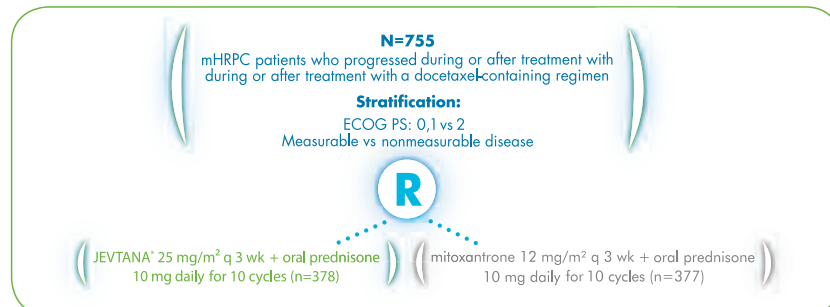 N=755
mHRPC patients who progressed during or after treatment with
during or after treatment with a docetaxel-containing regimen
Stratification:
ECOG PS: 0,1 vs 2
Measurable vs nonmeasurable disease
R
JEVTANA® 25 mg/m² q 3 wk + oral prednisone
10 mg daily for 10 cycles (n=378)
mitoxantrone 12 mg/m² q 3 wk + oral prednisone
10 mg daily for 10 cycles (n=377)